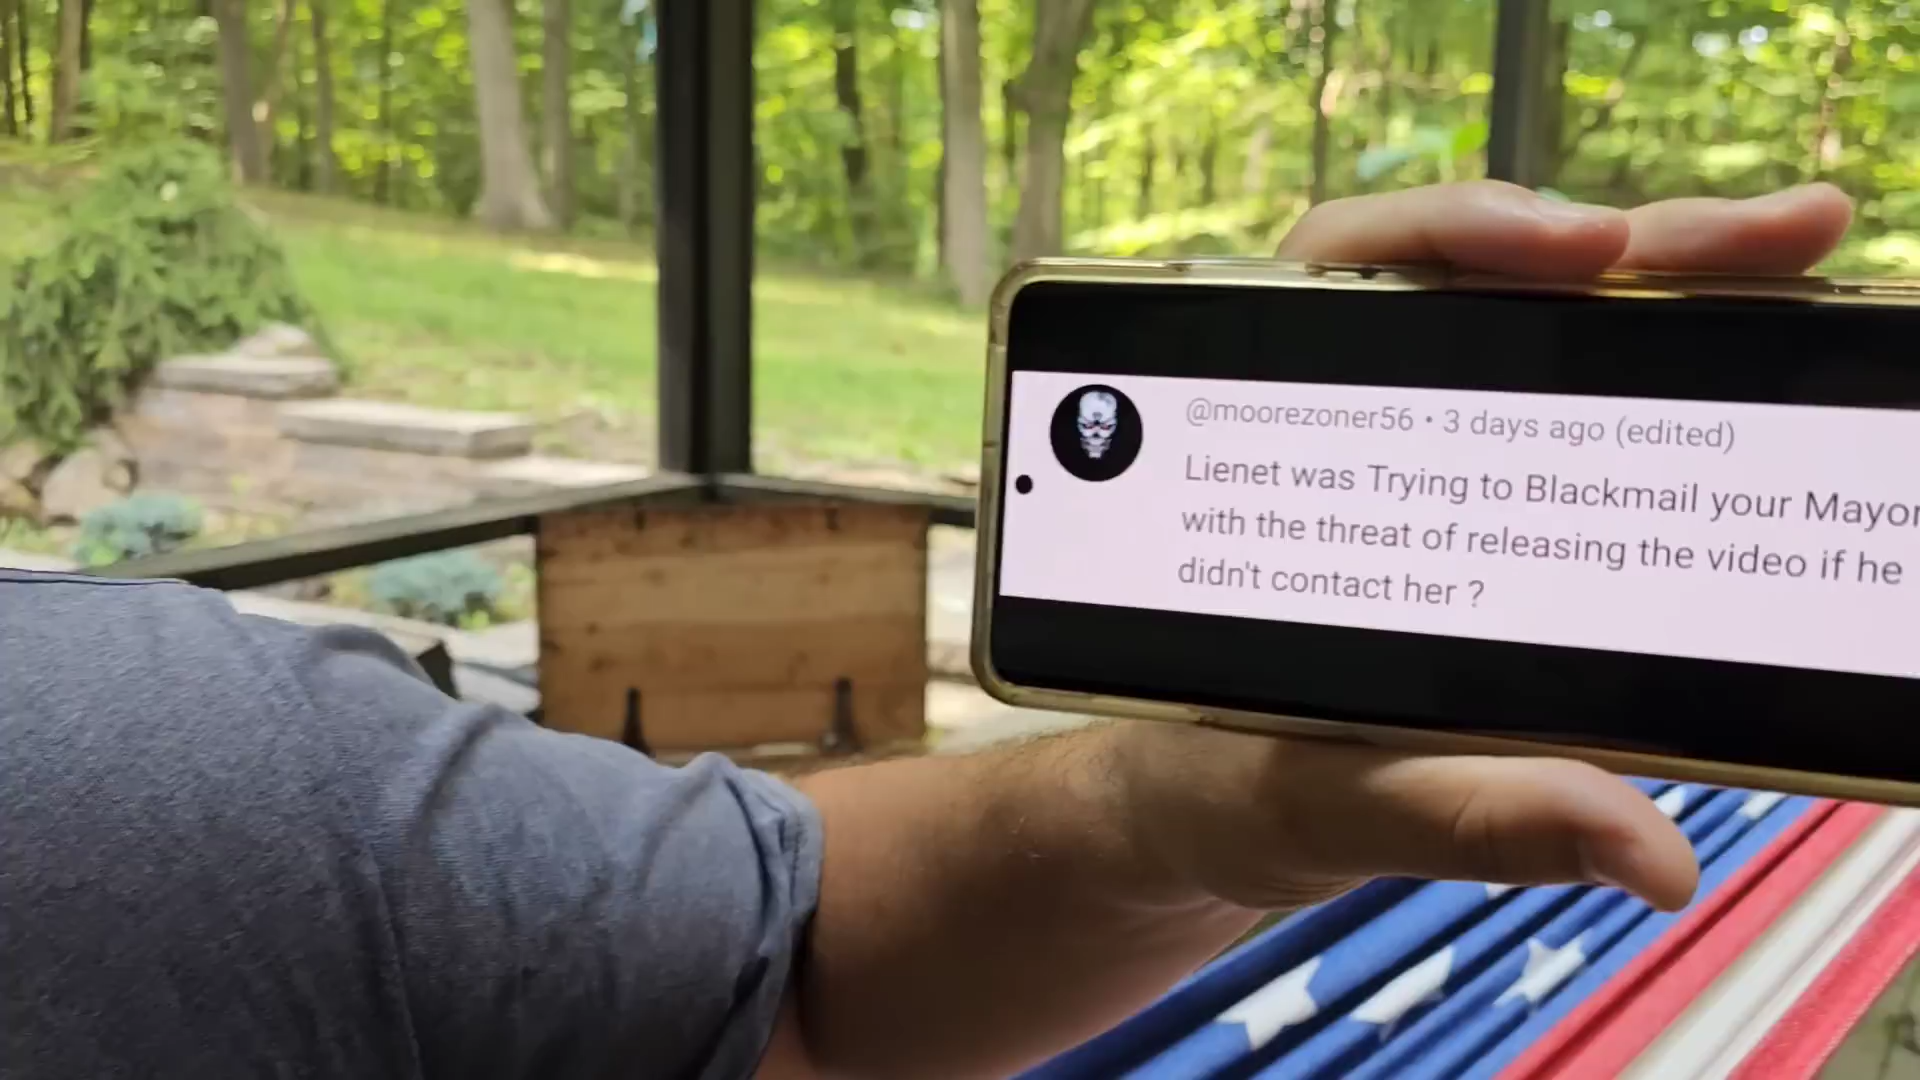 @moorezoner56 • 3 days ago (edited)
Lienet was Trying to Blackmail your Mayor
with the threat of releasing the video if he
didn't contact her ?